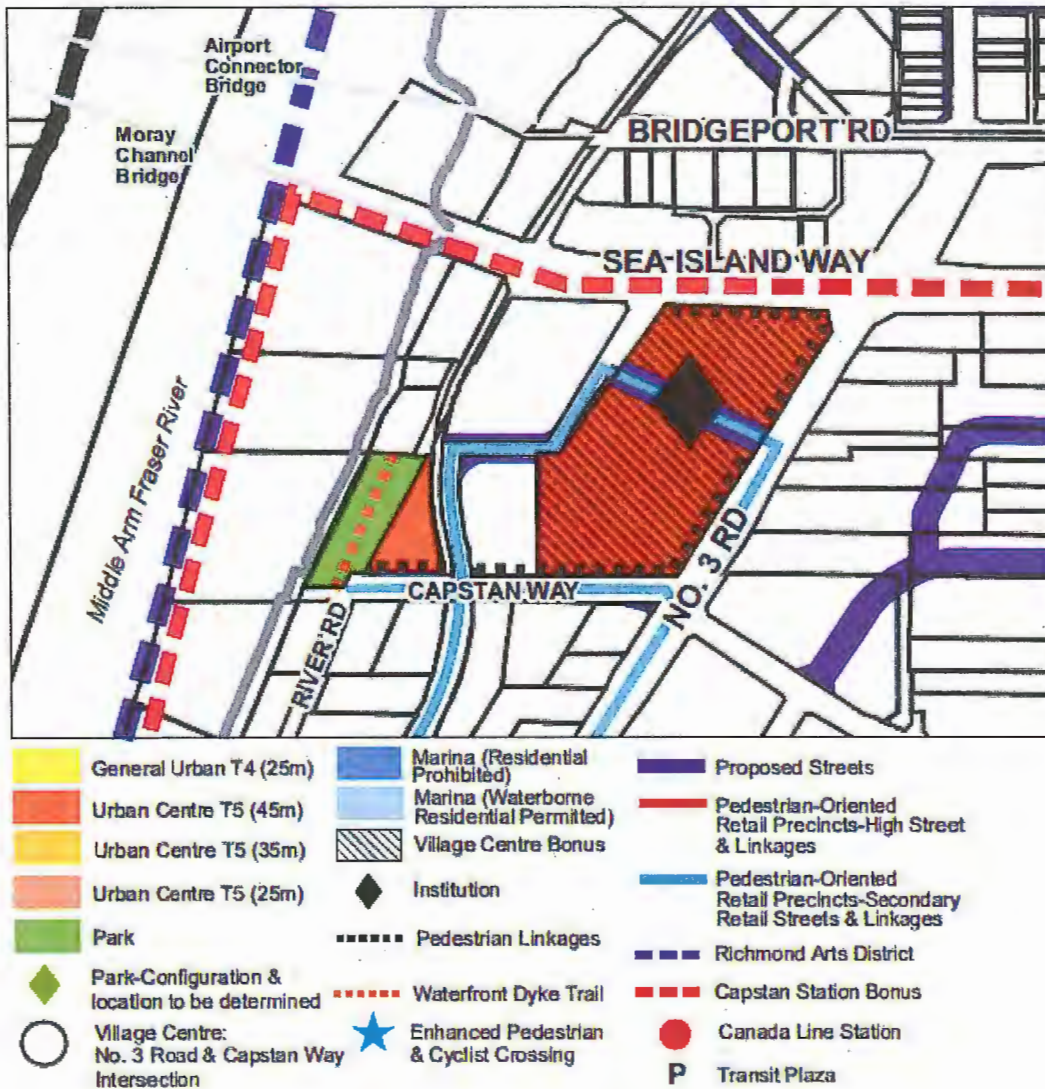 Airport
Connector
Bridge
Moray
Channel
Bridge
BRIDGEPORT RD
SEA ISLAND WAY
Middle Arm Fraser River
NO. 3 RD
CAPSTAN WAY
RIVER RD
General Urban T4 (25m)
Urban Centre T5 (45m)
Urban Centre T5 (35m)
Urban Centre T5 (25m)
Park
Park-Configuration &
location to be determined
Village Centre:
No. 3 Road & Capstan Way
Intersection
Marina (Residential
Prohibited)
Marina (Waterborne
Residential Permitted)
Village Centre Bonus
Institution
Pedestrian Linkages
Waterfront Dyke Trail
Enhanced Pedestrian
& Cyclist Crossing
Proposed Streets
Pedestrian-Oriented
Retail Precincts-High Street
& Linkages
Pedestrian-Oriented
Retail Precincts-Secondary
Retail Streets & Linkages
Richmond Arts District
Capstan Station Bonus
Canada Line Station
P Transit Plaza